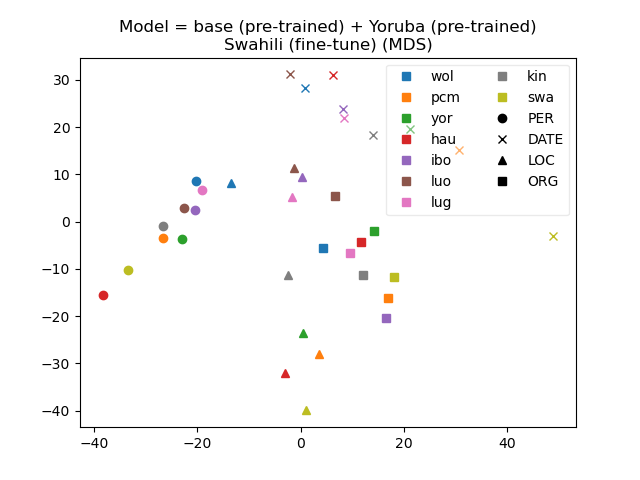 Model = base (pre-trained) + Yoruba (pre-trained)
Swahili (fine-tune) (MDS)
30
20
10
0
−10
−20
−30
−40
−40
−20
0
20
40
wol
pcm
yor
hau
ibo
luo
lug
kin
swa
PER
DATE
LOC
ORG